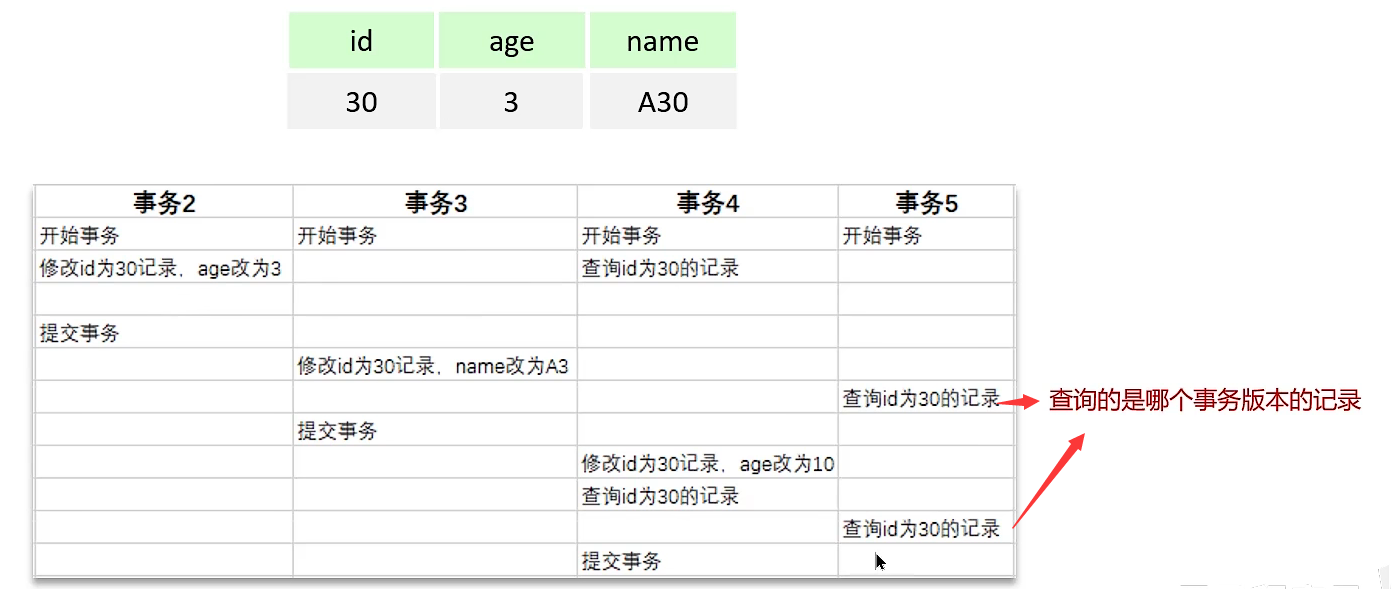 id age name
30 3 A30
事务2 事务3 事务4 事务5
开始事务 开始事务 开始事务 开始事务
修改id为30记录，age改为3 查询id为30的记录
提交事务
修改id为30记录，name改为A3
查询id为30的记录 查询的是哪个事务版本的记录
提交事务
修改id为30记录，age改为10
查询id为30的记录
查询id为30的记录
提交事务